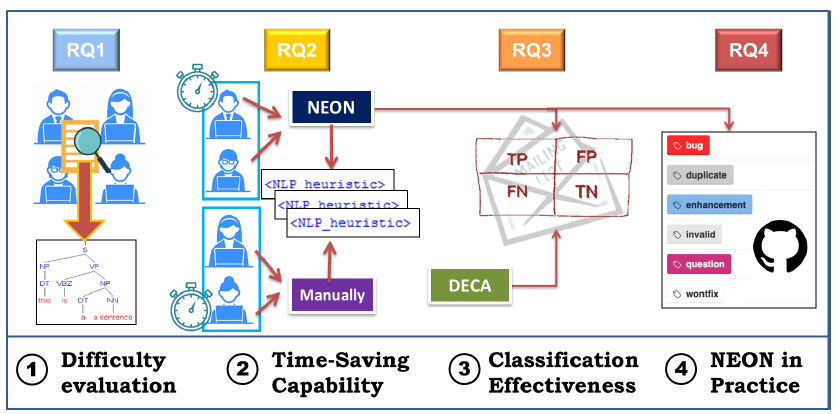 RQ1
RQ2
RQ3
RQ4
NEON
Manually
<NLP_heuristic>
<NLP_heuristic>
<NLP_heuristic>
S
NP VP
DT VBZ NP
this is DT NN
a a sentence
MAILING
LIST
TP FP
FN TN
DECA
bug
duplicate
enhancement
invalid
question
wontfix
1 Difficulty
evaluation
2 Time-Saving
Capability
3 Classification
Effectiveness
4 NEON in
Practice